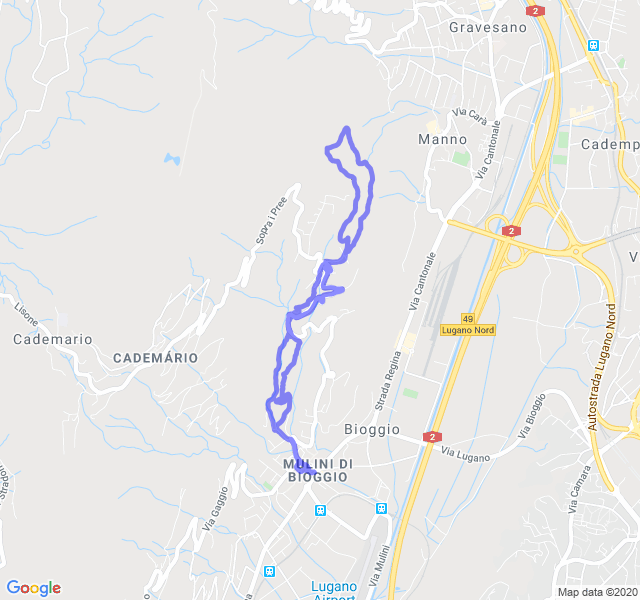 2
Gravesano
Via Carà
Manno
Via Cantonale
Cademp
Sopra i Pree
2
V
Via Cantonale
Lisone
49
Lugano Nord
Autostrada Lugano Nord
Cademario
CADEMÁRIO
Strada Regina
Via Bioggio
Bioggio
2
Via Lugano
MULINI DI
BIOGGIO
Via Camara
Via Gaggio
Via Mulini
Lugano
Airport
Google
Map data ©2020